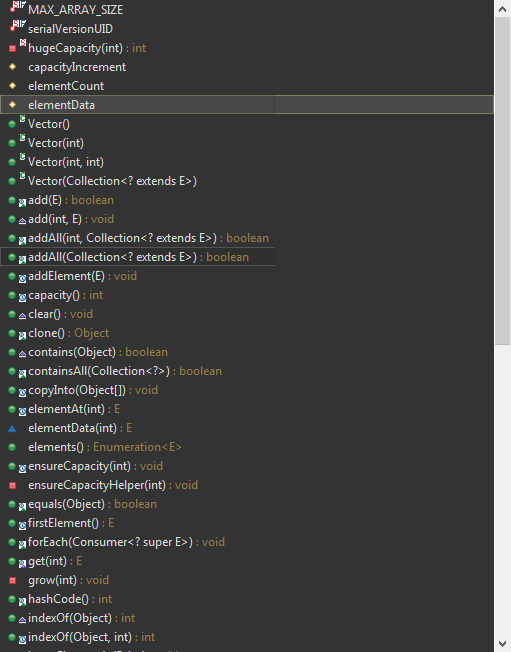 MAX_ARRAY_SIZE
serialVersionUID
hugeCapacity(int) : int
capacityIncrement
elementCount
elementData
Vector()
Vector(int)
Vector(int, int)
Vector(Collection<? extends E>)
add(E) : boolean
add(int, E) : void
addAll(int, Collection<? extends E>) : boolean
addAll(Collection<? extends E>) : boolean
addElement(E) : void
capacity() : int
clear() : void
clone() : Object
contains(Object) : boolean
containsAll(Collection<?>) : boolean
copyInto(Object[]) : void
elementAt(int) : E
elementData(int) : E
elements() : Enumeration<E>
ensureCapacity(int) : void
ensureCapacityHelper(int) : void
equals(Object) : boolean
firstElement() : E
forEach(Consumer<? super E>) : void
get(int) : E
grow(int) : void
hashCode() : int
indexOf(Object) : int
indexOf(Object, int) : int